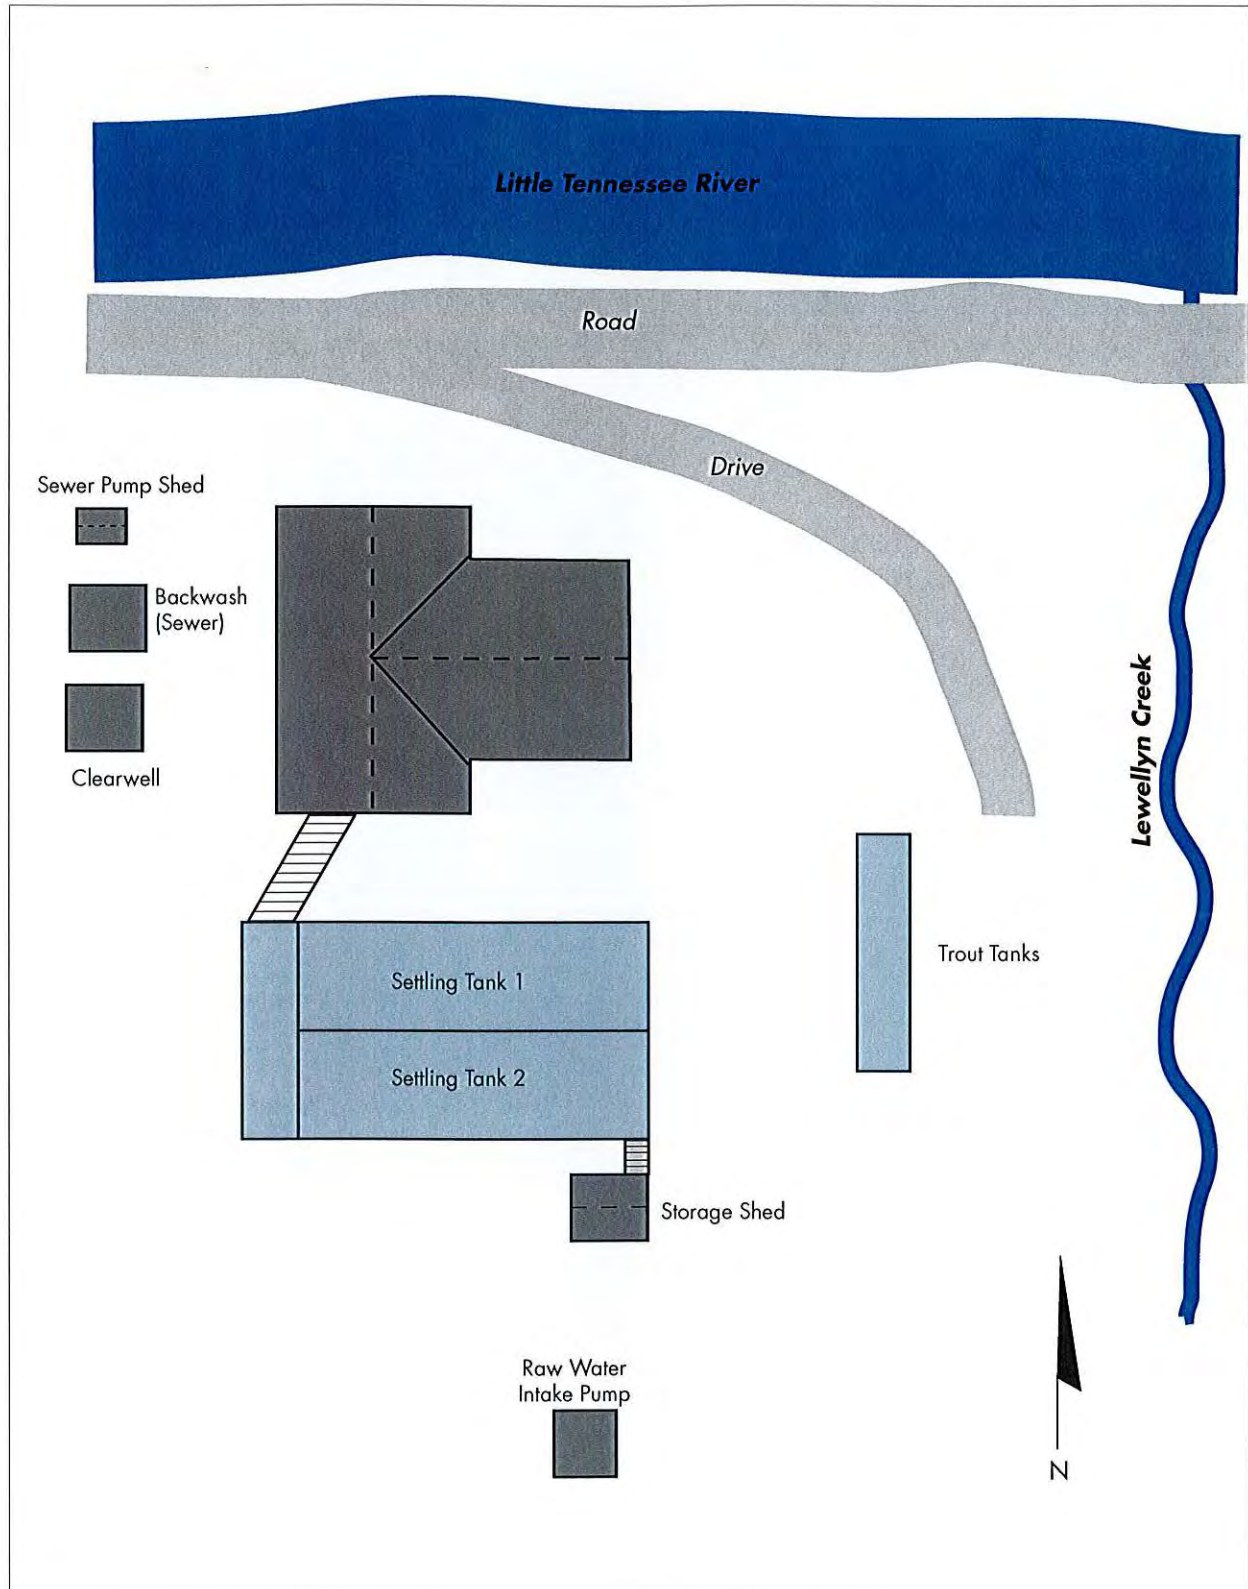 Little Tennessee River
Road
Drive
Sewer Pump Shed
Backwash
(Sewer)
Clearwell
Lewellyn Creek
Settling Tank 1
Settling Tank 2
Trout Tanks
Storage Shed
Raw Water
Intake Pump
N